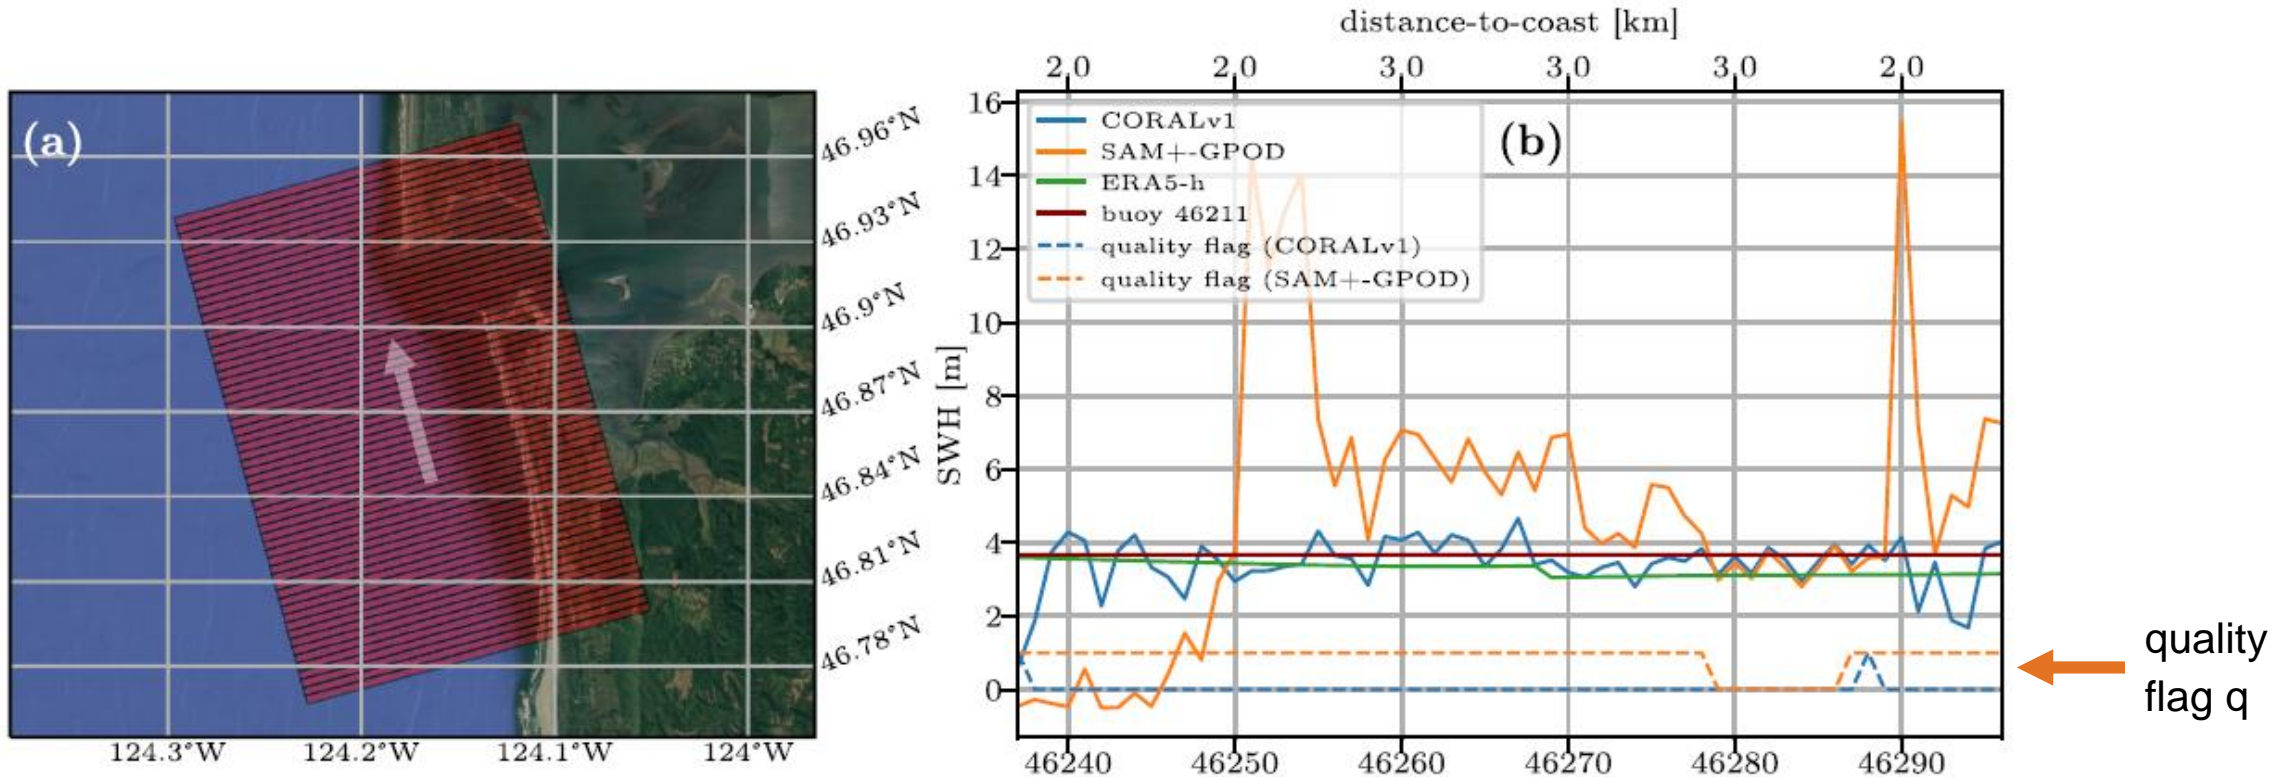 (a)
46.96°N
46.93°N
46.9°N
46.87°N
46.84°N
46.81°N
46.78°N
124.3°W 124.2°W 124.1°W 124°W
distance-to-coast [km]
2.0 2.0 3.0 3.0 3.0 2.0
(b)
CORALv1
SAM+-GPOD
ERA5-h
buoy 46211
quality flag (CORALv1)
quality flag (SAM+-GPOD)
SWH [m]
16
14
12
10
8
6
4
2
0
46240 46250 46260 46270 46280 46290
quality
flag q